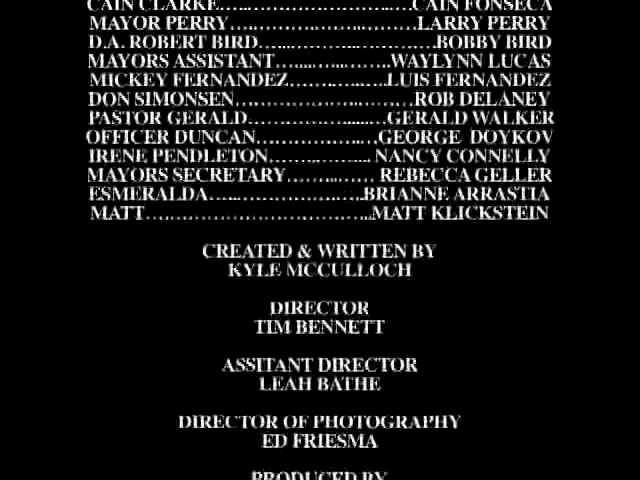 CAIN CLARKE.............................CAIN FONSECA
MAYOR PERRY.............................LARRY PERRY
D.A. ROBERT BIRD.............................BOBBY BIRD
MAYORS ASSISTANT....................WAYLYNN LUCAS
MICKEY FERNANDEZ.................LUIS FERNANDEZ
DON SIMONSEN.............................ROB DELANEY
PASTOR GERALD.......................GERALD WALKER
OFFICER DUNCAN.....................GEORGE DOYKOV
IRENE PENDLETON.................. NANCY CONNELLY
MAYORS SECRETARY............... REBECCA GELLER
ESMERALDA..........................BRIANNE ARRASTIA
MATT.......................................MATT KLICKSTEIN
CREATED & WRITTEN BY
KYLE MCCULLOCH
DIRECTOR
TIM BENNETT
ASSITANT DIRECTOR
LEAH BATHE
DIRECTOR OF PHOTOGRAPHY
ED FRIESMA
PRODUCED BY